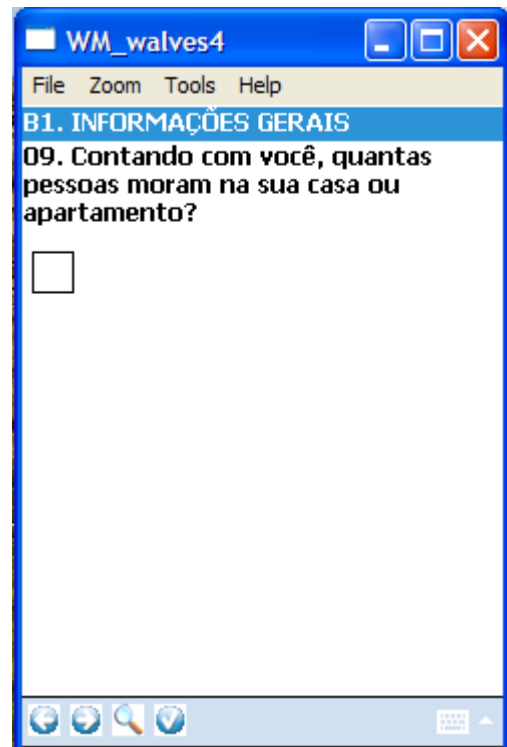 WM_walves4
File Zoom Tools Help
B1. INFORMAÇÕES GERAIS
09. Contando com você, quantas
pessoas moram na sua casa ou
apartamento?